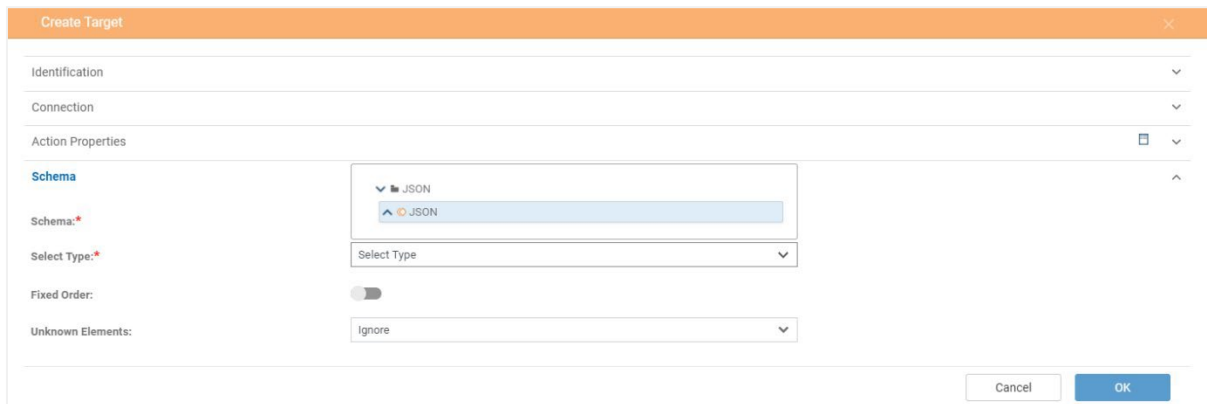 Create Target
Identification
Connection
Action Properties
Schema
JSON
JSON
Schema:*
Select Type:* Select Type
Fixed Order:
Unknown Elements: Ignore
Cancel OK